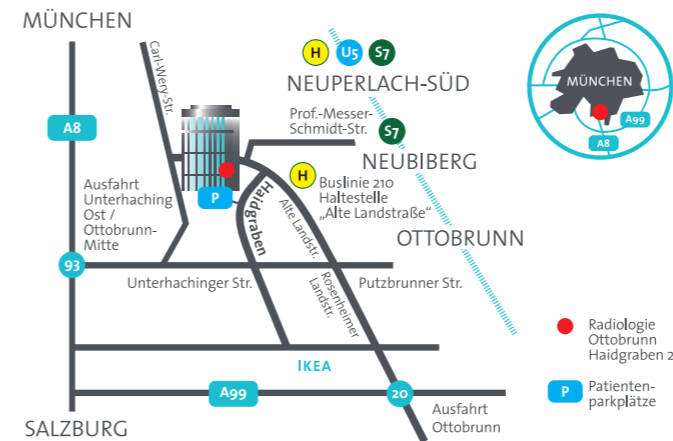 MÜNCHEN
Carl-Wery-Str.
H
U5
S7
NEUPERLACH-SÜD
MÜNCHEN
A99
A8
A8
Prof.-Messer-
Schmidt-Str.
S7
NEUBIBERG
H
Buslinie 210
Haltestelle
„Alte Landstraße“
Ausfahrt
Unterhaching
Ost /
Ottobrunn-
Mitte
P
Haidgraben
Alte Landstr.
OTTOBRUNN
93
Unterhachinger Str.
Rosenheimer
Landstr.
Putzbrunner Str.
Radiologie
Ottobrunn
Haidgraben 2
IKEA
A99
20
P
Patienten-
parkplätze
Ausfahrt
Ottobrunn
SALZBURG